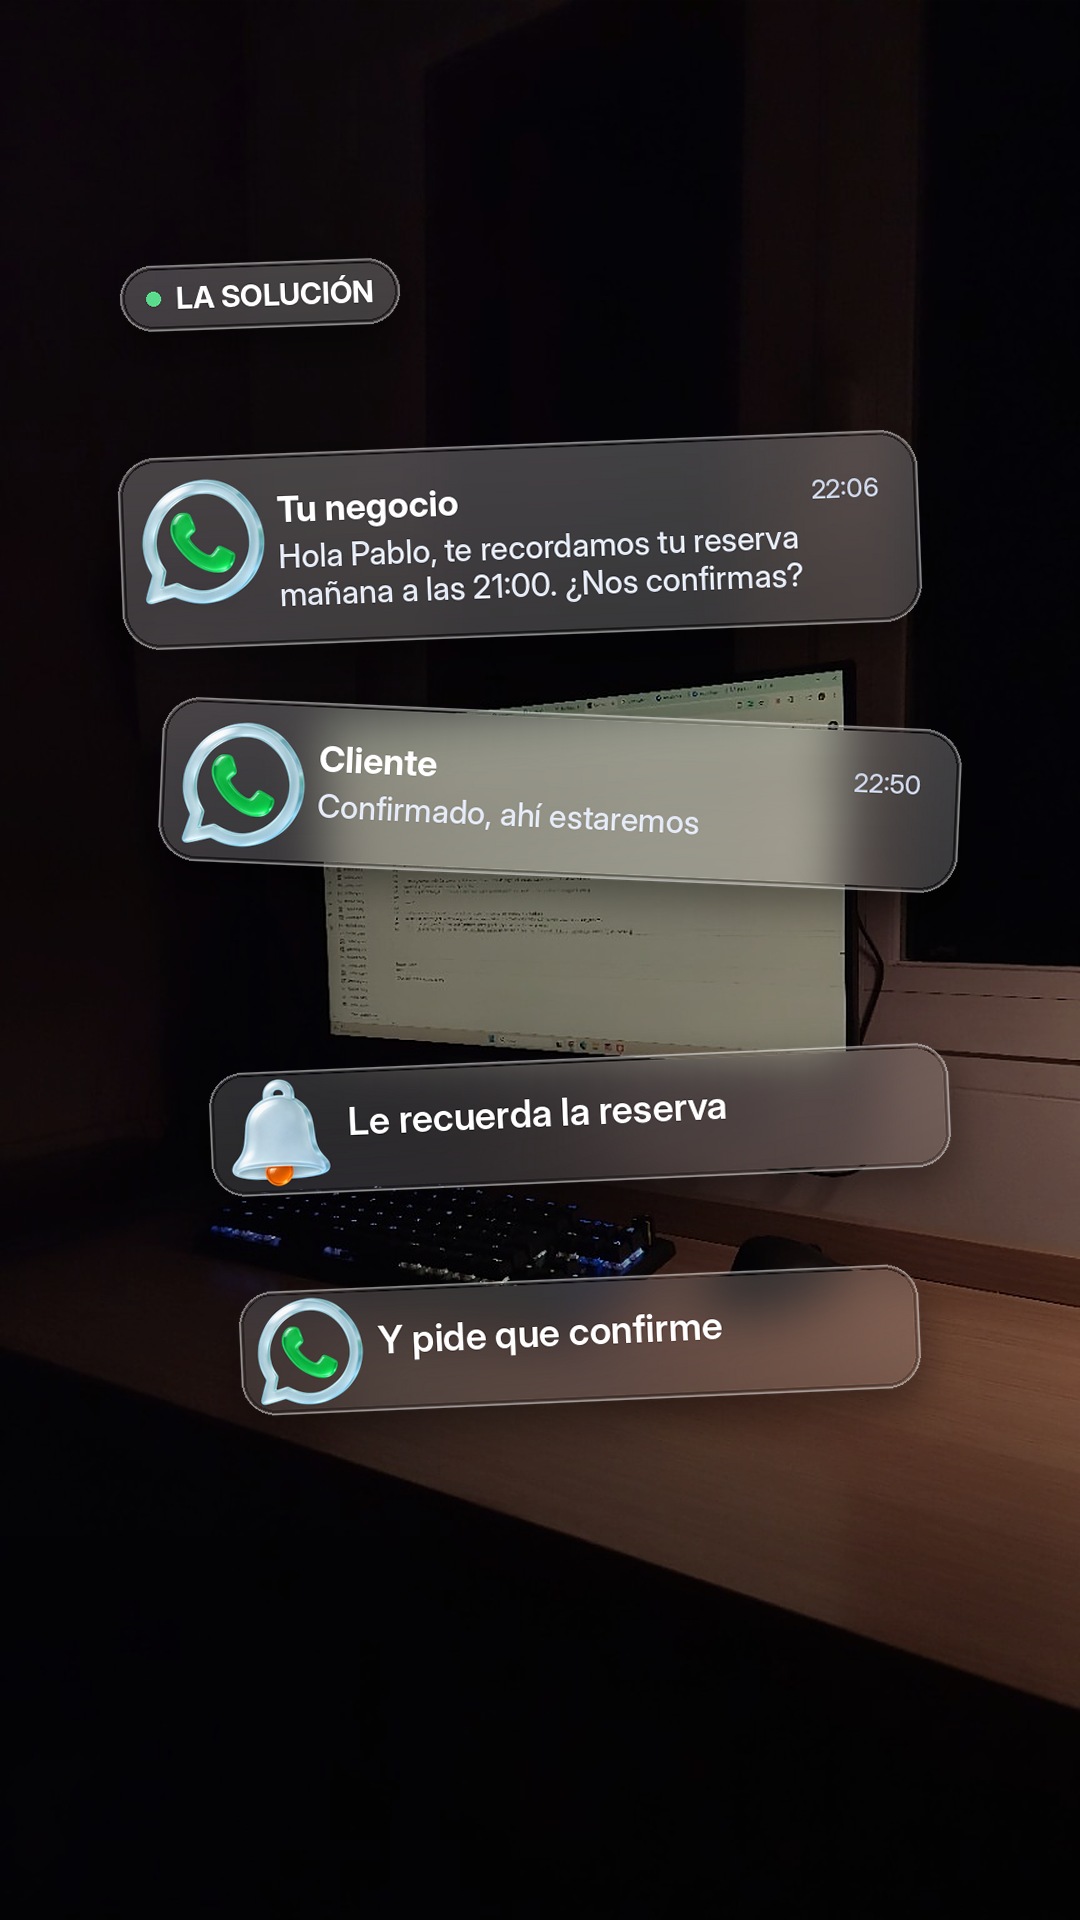 LA SOLUCIÓN
Tu negocio
22:06
Hola Pablo, te recordamos tu reserva
mañana a las 21:00. ¿Nos confirmas?
Cliente
22:50
Confirmado, ahí estaremos
Le recuerda la reserva
Y pide que confirme